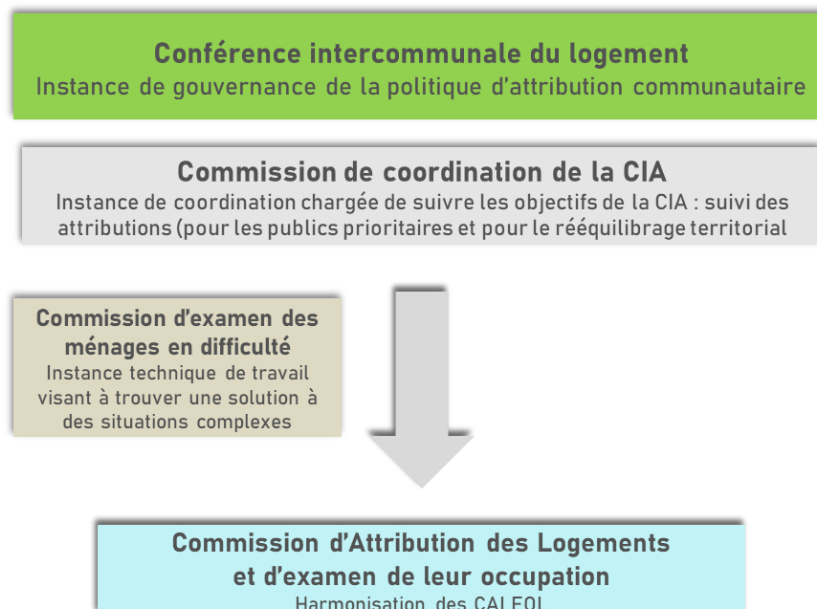 Conférence intercommunale du logement
Instance de gouvernance de la politique d'attribution communautaire
Commission de coordination de la CIA
Instance de coordination chargée de suivre les objectifs de la CIA : suivi des
attributions (pour les publics prioritaires et pour le rééquilibrage territorial
Commission d'examen des
ménages en difficulté
Instance technique de travail
visant à trouver une solution à
des situations complexes
Commission d'Attribution des Logements
et d'examen de leur occupation
Harmonisation des CALEOL